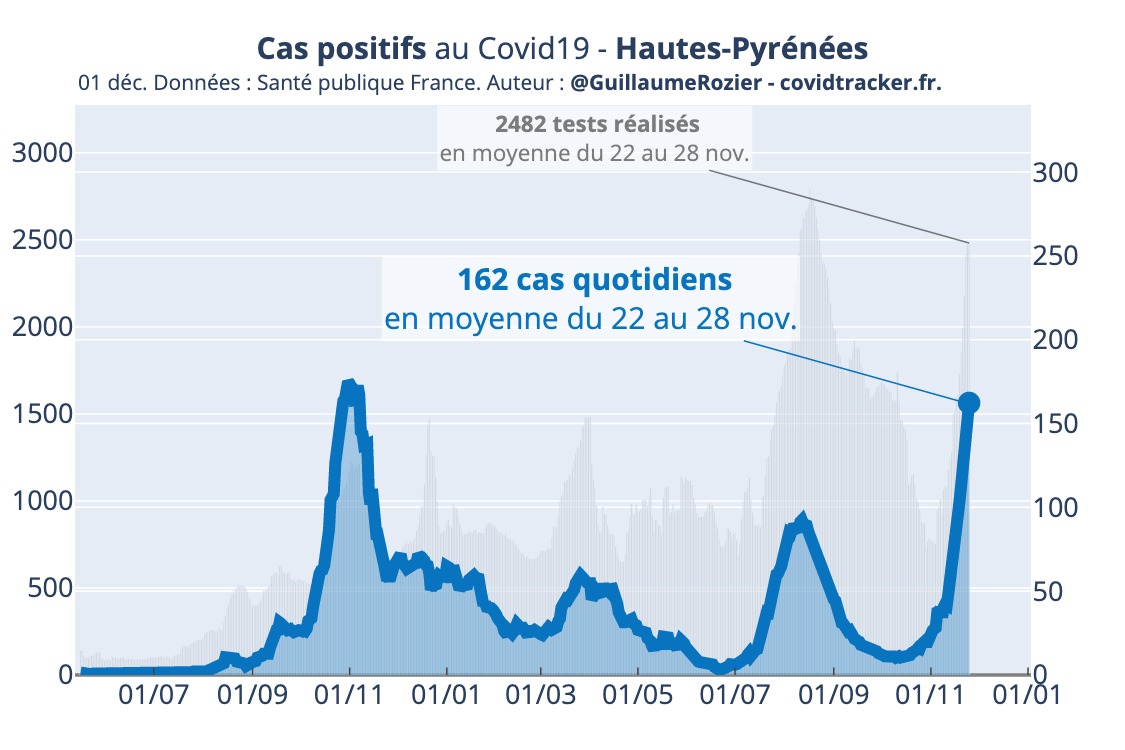 Cas positifs au Covid19 - Hautes-Pyrénées
01 déc. Données : Santé publique France. Auteur : @GuillaumeRozier - covidtracker.fr.
2482 tests réalisés
en moyenne du 22 au 28 nov.
162 cas quotidiens
en moyenne du 22 au 28 nov.
3000
2500
2000
1500
1000
500
0
300
250
200
150
100
50
0
01/07 01/09 01/11 01/01 01/03 01/05 01/07 01/09 01/11 01/01